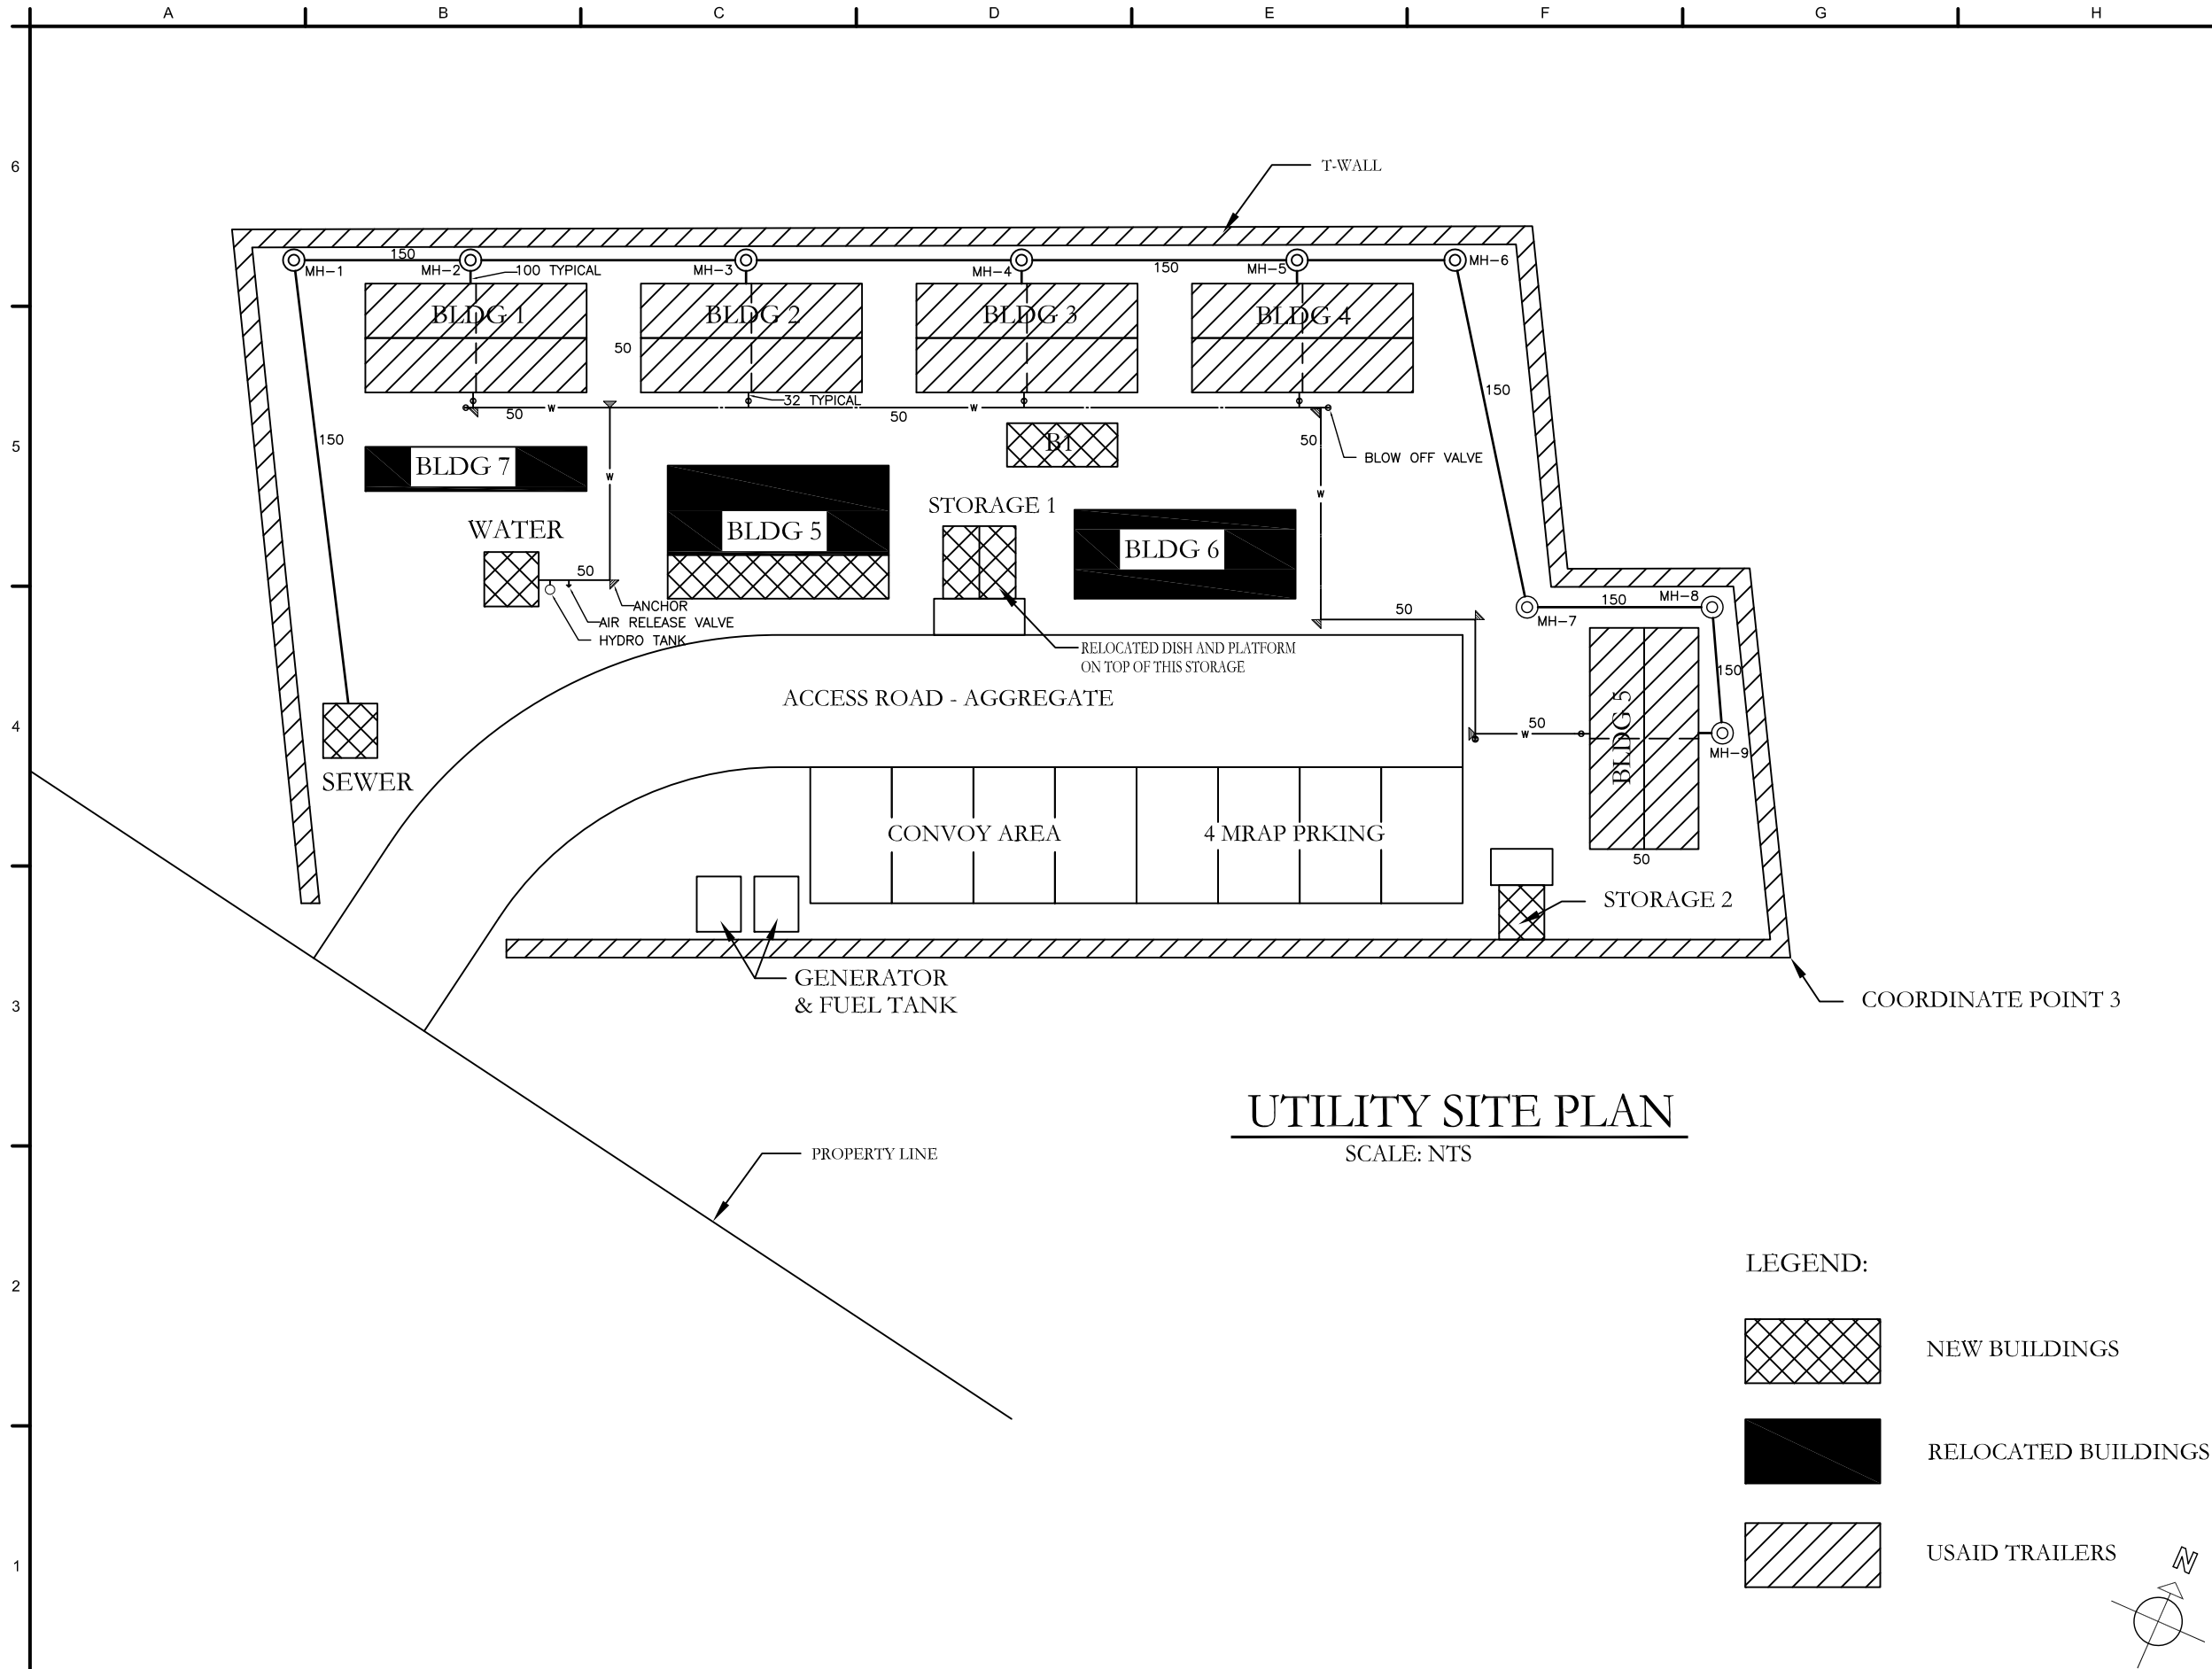 A B C D E F G H
6
T-WALL
150
MH-1
MH-2
100 TYPICAL
MH-3
MH-4
150
MH-5
MH-6
BLDG 1
BLDG 2
BLDG 3
BLDG 4
50
150
32 TYPICAL
50
W
50
W
50
BLOW OFF VALVE
5
150
B1
BLDG 7
W
W
STORAGE 1
WATER
BLDG 5
BLDG 6
50
ANCHOR
AIR RELEASE VALVE
HYDRO TANK
50
150
MH-8
MH-7
RELOCATED DISH AND PLATFORM
ON TOP OF THIS STORAGE
150
ACCESS ROAD - AGGREGATE
4
50
W
BLDG 5
MH-9
SEWER
CONVOY AREA
4 MRAP PRKING
50
STORAGE 2
GENERATOR
& FUEL TANK
COORDINATE POINT 3
3
UTILITY SITE PLAN
SCALE: NTS
PROPERTY LINE
LEGEND:
2
NEW BUILDINGS
RELOCATED BUILDINGS
USAID TRAILERS
1
N